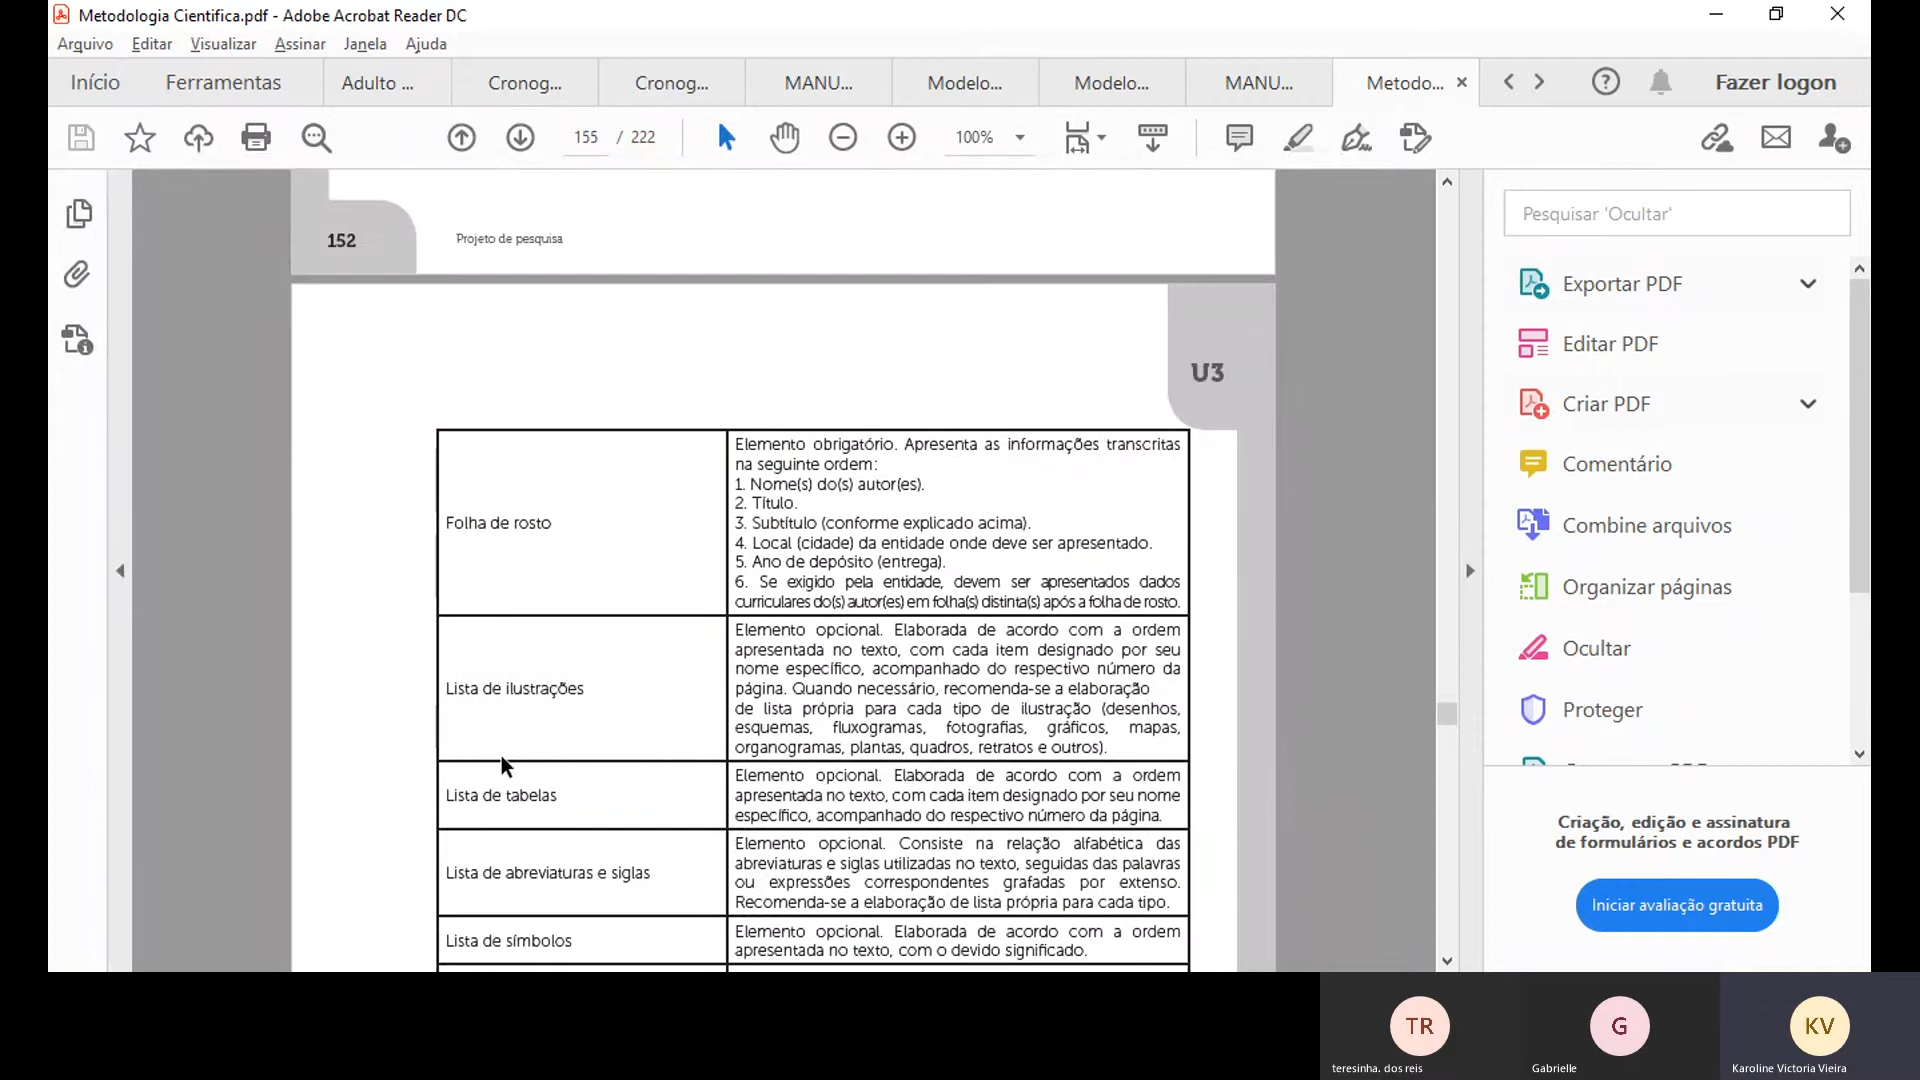 Metodologia Cientifica.pdf - Adobe Acrobat Reader DC
Arquivo Editar Visualizar Assinar Janela Ajuda
Início Ferramentas Adulto ... Cronog... Cronog... MANU... Modelo... Modelo... MANU... Metodo... Fazer logon
155 / 222 100%
152 Projeto de pesquisa
U3
Folha de rosto
Elemento obrigatório. Apresenta as informações transcritas
na seguinte ordem:
1. Nome(s) do(s) autor(es).
2. Título.
3. Subtítulo (conforme explicado acima).
4. Local (cidade) da entidade onde deve ser apresentado.
5. Ano de depósito (entrega).
6. Se exigido pela entidade, devem ser apresentados dados
curriculares do(s) autor(es) em folha(s) distinta(s) após a folha de rosto.
Lista de ilustrações
Elemento opcional. Elaborada de acordo com a ordem
apresentada no texto, com cada item designado por seu
nome específico, acompanhado do respectivo número da
página. Quando necessário, recomenda-se a elaboração
de lista própria para cada tipo de ilustração (desenhos,
esquemas, fluxogramas, fotografias, gráficos, mapas,
organogramas, plantas, quadros, retratos e outros).
Lista de tabelas
Elemento opcional. Elaborada de acordo com a ordem
apresentada no texto, com cada item designado por seu nome
específico, acompanhado do respectivo número da página.
Lista de abreviaturas e siglas
Elemento opcional. Consiste na relação alfabética das
abreviaturas e siglas utilizadas no texto, seguidas das palavras
ou expressões correspondentes grafadas por extenso.
Recomenda-se a elaboração de lista própria para cada tipo.
Lista de símbolos
Elemento opcional. Elaborada de acordo com a ordem
apresentada no texto, com o devido significado.
Pesquisar 'Ocultar'
Exportar PDF
Editar PDF
Criar PDF
Comentário
Combine arquivos
Organizar páginas
Ocultar
Proteger
Criação, edição e assinatura
de formulários e acordos PDF
Iniciar avaliação gratuita
TR G KV
teresinha. dos reis Gabrielle Karoline Victoria Vieira